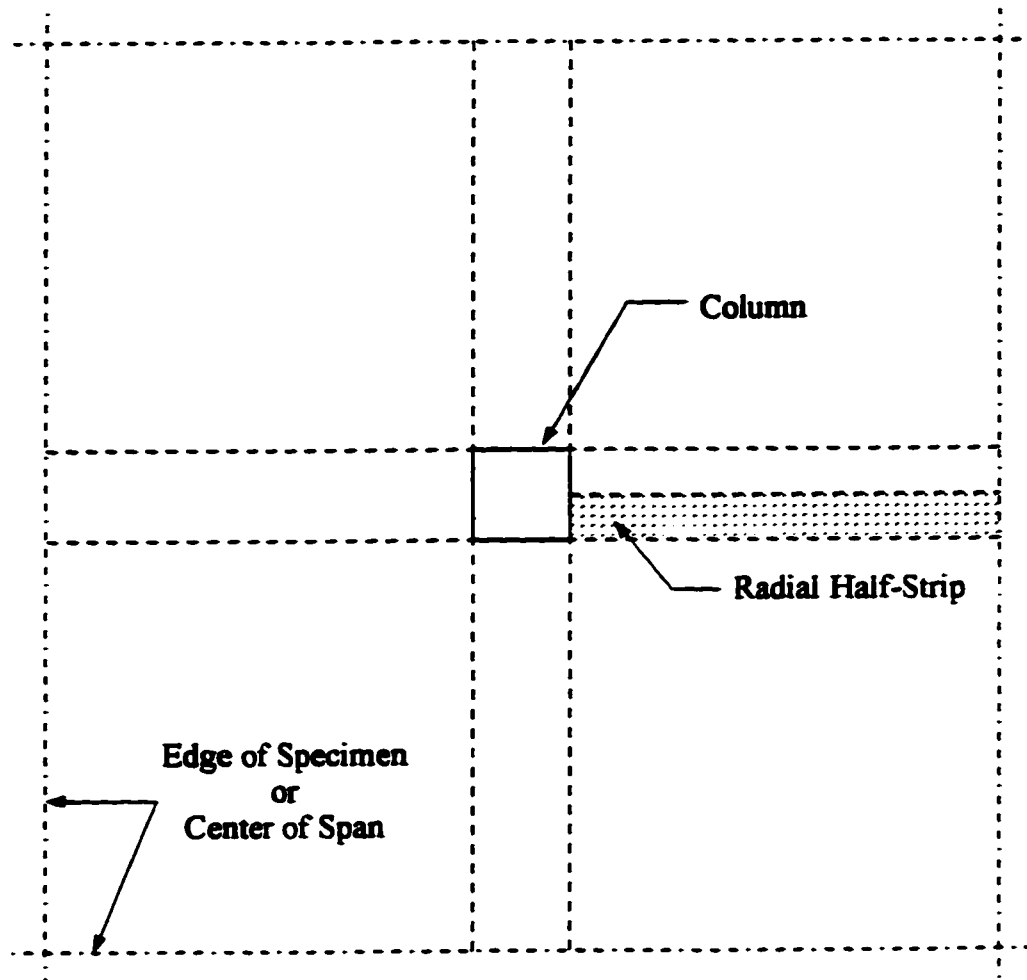 Column
Radial Half-Strip
Edge of Specimen
or
Center of Span